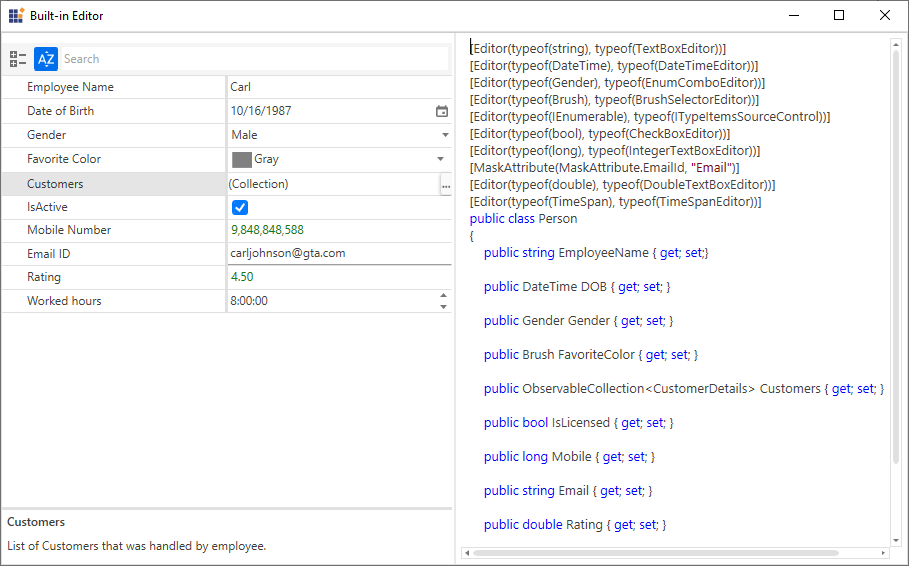 Built-in Editor
AZ Search
Employee Name Carl
Date of Birth 10/16/1987
Gender Male
Favorite Color Gray
Customers (Collection) ...
IsActive
Mobile Number 9,848,848,588
Email ID carljohnson@gta.com
Rating 4.50
Worked hours 8:00:00
Customers
List of Customers that was handled by employee.
[Editor(typeof(string), typeof(TextBoxEditor))]
[Editor(typeof(DateTime), typeof(DateTimeEditor))]
[Editor(typeof(Gender), typeof(EnumComboEditor))]
[Editor(typeof(Brush), typeof(BrushSelectorEditor))]
[Editor(typeof(IEnumerable), typeof(ITypeItemsSourceControl))]
[Editor(typeof(bool), typeof(CheckBoxEditor))]
[Editor(typeof(long), typeof(IntegerTextBoxEditor))]
[MaskAttribute(MaskAttribute.EmailId, "Email")]
[Editor(typeof(double), typeof(DoubleTextBoxEditor))]
[Editor(typeof(TimeSpan), typeof(TimeSpanEditor))]
public class Person
{
public string EmployeeName { get; set;}
public DateTime DOB { get; set; }
public Gender Gender { get; set; }
public Brush FavoriteColor { get; set; }
public ObservableCollection<CustomerDetails> Customers { get; set; }
public bool IsLicensed { get; set; }
public long Mobile { get; set; }
public string Email { get; set; }
public double Rating { get; set; }